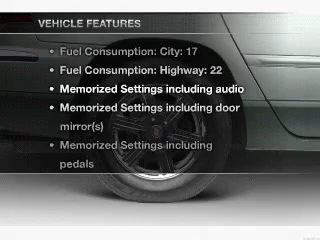 VEHICLE FEATURES
• Fuel Consumption: City: 17
• Fuel Consumption: Highway: 22
• Memorized Settings including audio
• Memorized Settings including door
mirror(s)
• Memorized Settings including
pedals